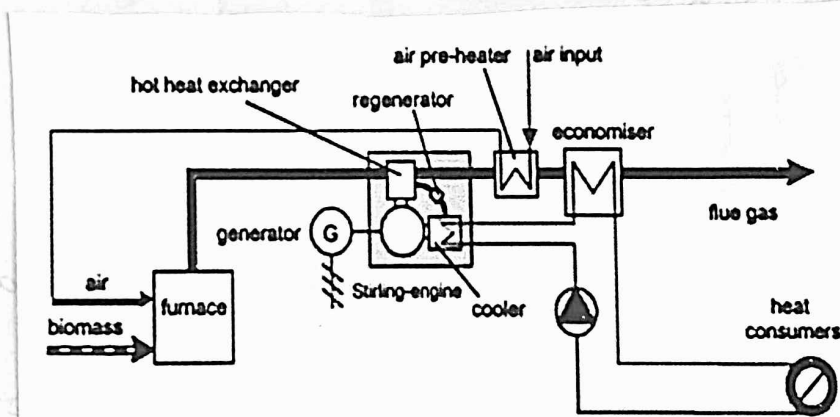 air pre-heater
air input
hot heat exchanger
regenerator
economiser
flue gas
generator
G
Stirling-engine
cooler
air
furnace
biomass
heat
consumers